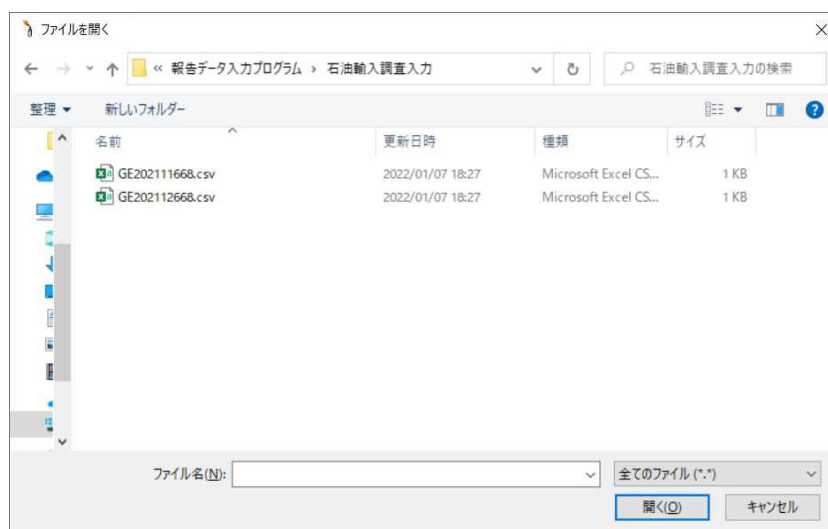 ファイルを開く
« 報告データ入力プログラム › 石油輸入調査入力
石油輸入調査入力の検索
整理
新しいフォルダー
名前 更新日時 種類 サイズ
GE202111668.csv 2022/01/07 18:27 Microsoft Excel CS... 1 KB
GE202112668.csv 2022/01/07 18:27 Microsoft Excel CS... 1 KB
ファイル名(N):
全てのファイル (*.*)
開く(O) キャンセル